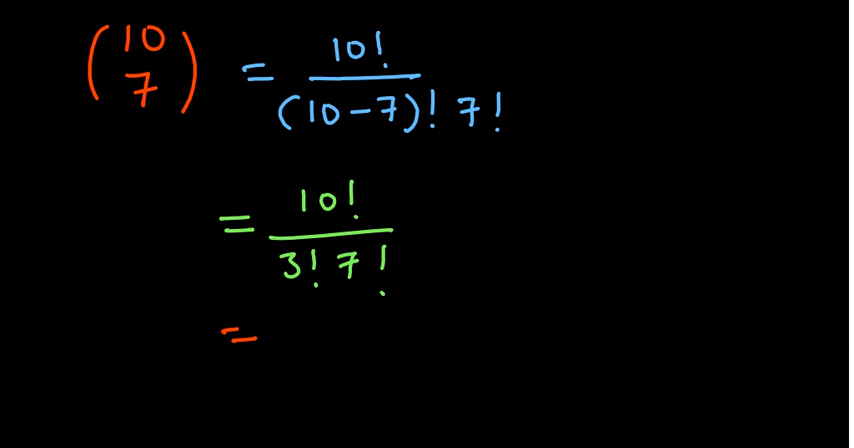 (10
7) = 10! / (10-7)! 7!
= 10! / 3! 7!
=